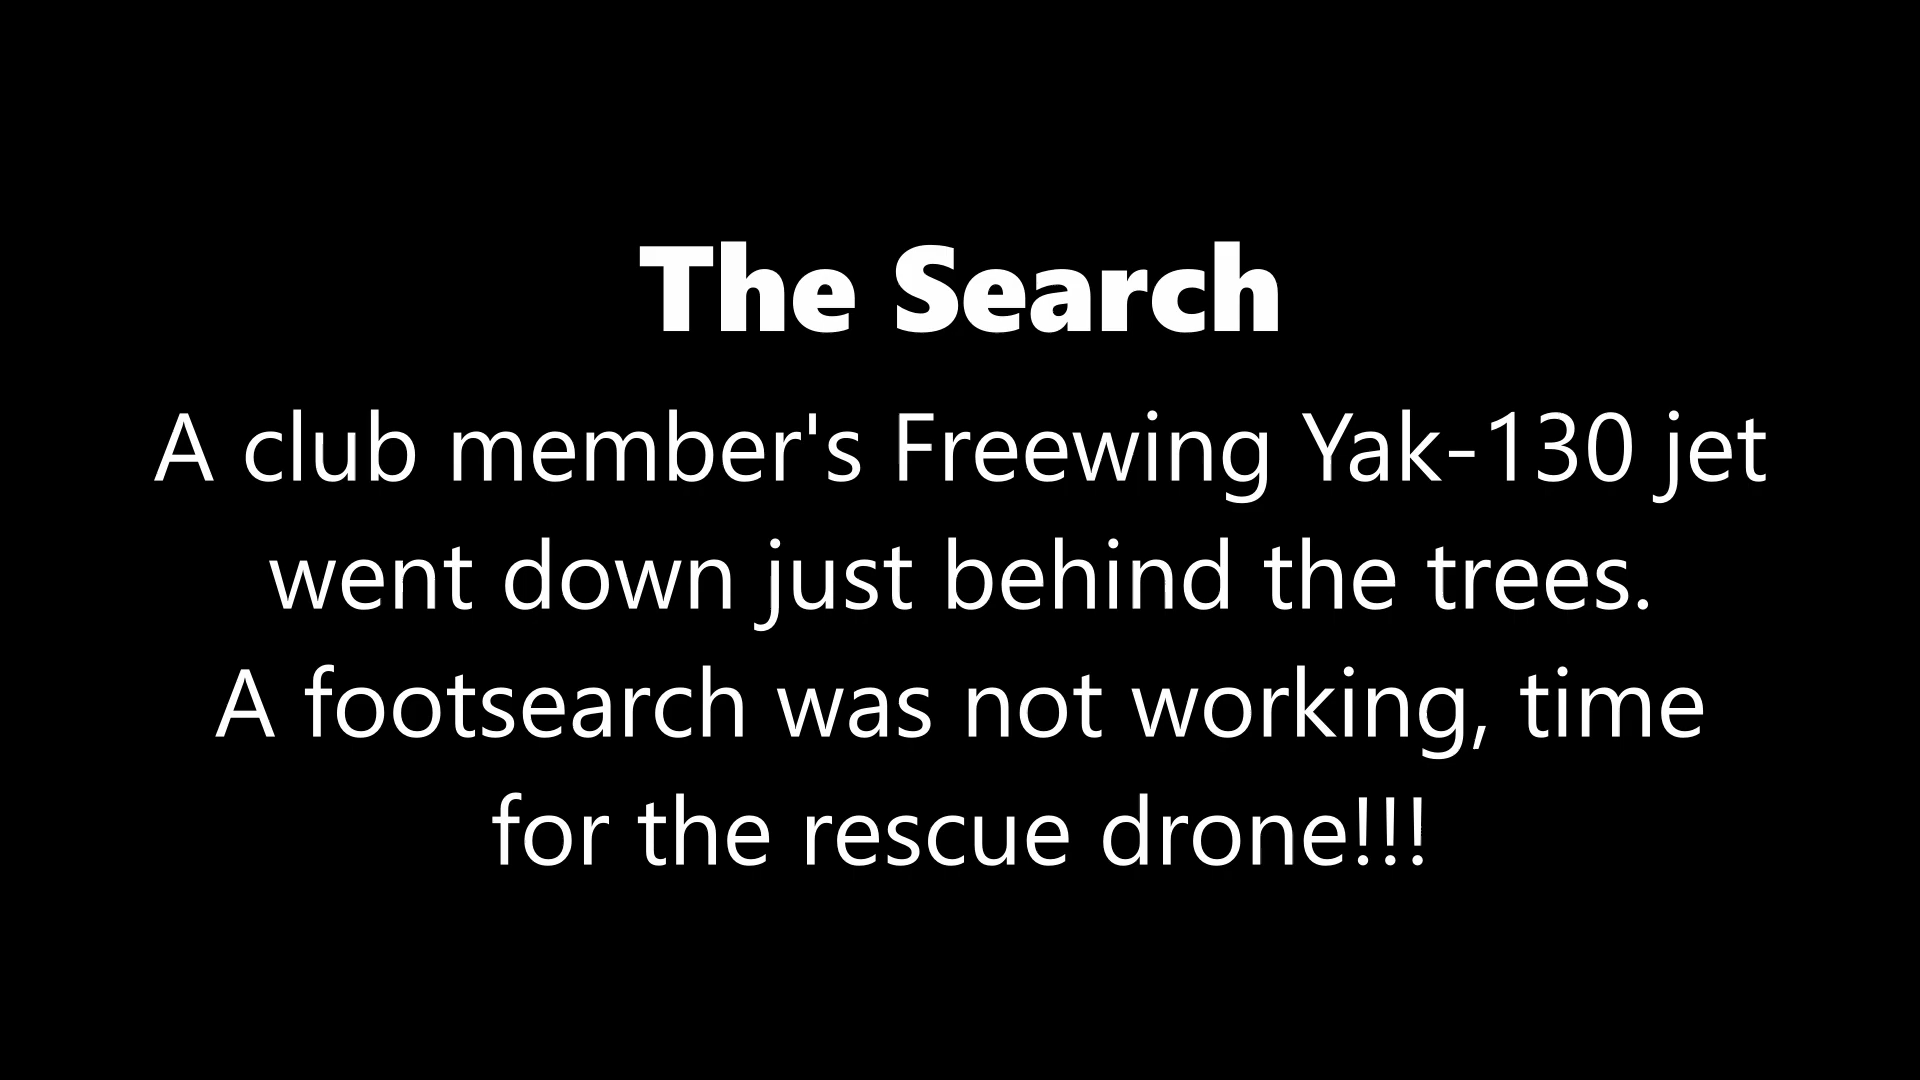 The Search
A club member's Freewing Yak-130 jet
went down just behind the trees.
A footsearch was not working, time
for the rescue drone!!!